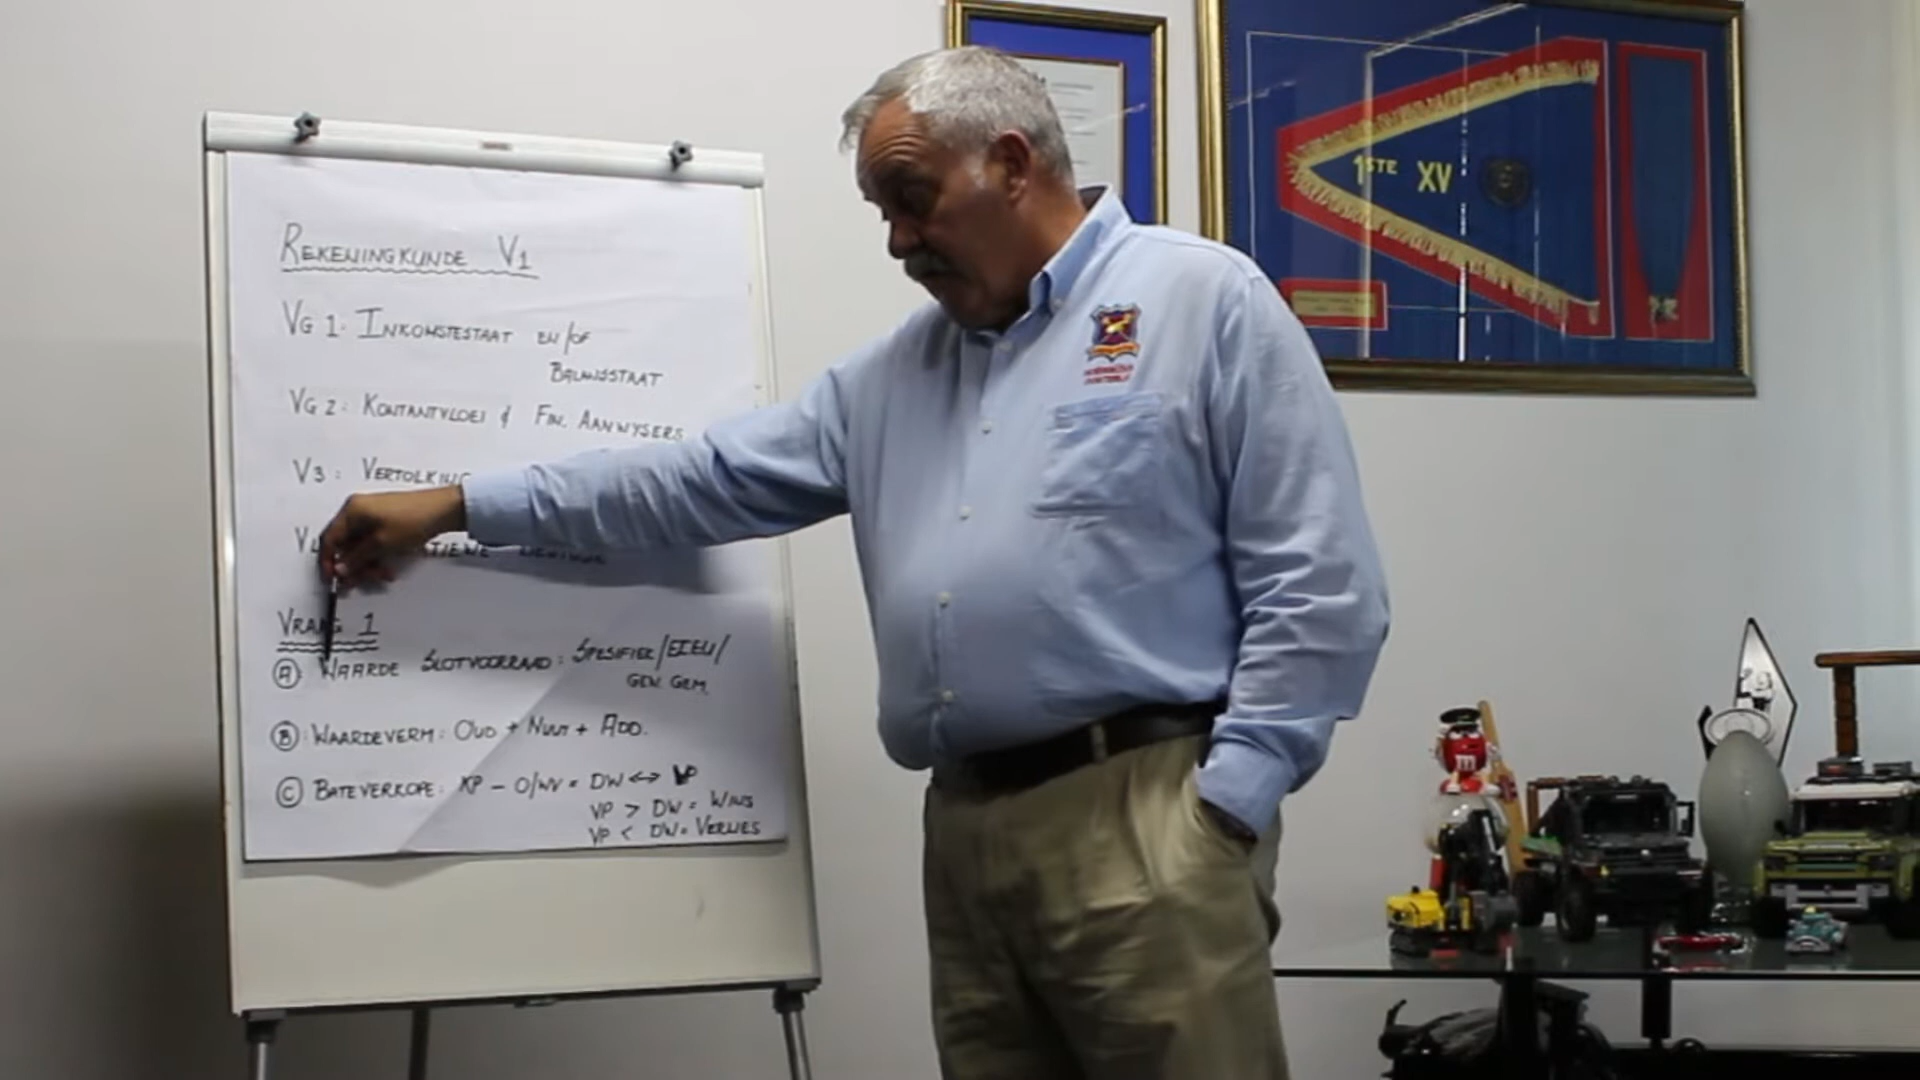 REKENINGKUNDE V1
VG 1: INKOMSTESTAAT EN/OF
BALANSSTAAT
VG 2: KONTANTVLOEI & FIN. AANWYSERS
V3: VERTOLKING
VRAAG 1
(A): WAARDE SLOTVOORRAAD: SPESIFIEK/EIEU/
GEW. GEM.
(B): WAARDEVERM: OUD + NUUT + ADD.
(C): BATEVERKOPE: KP - O/WV = DW <-> VP
VP > DW = WINS
VP < DW = VERLIES
1STE XV